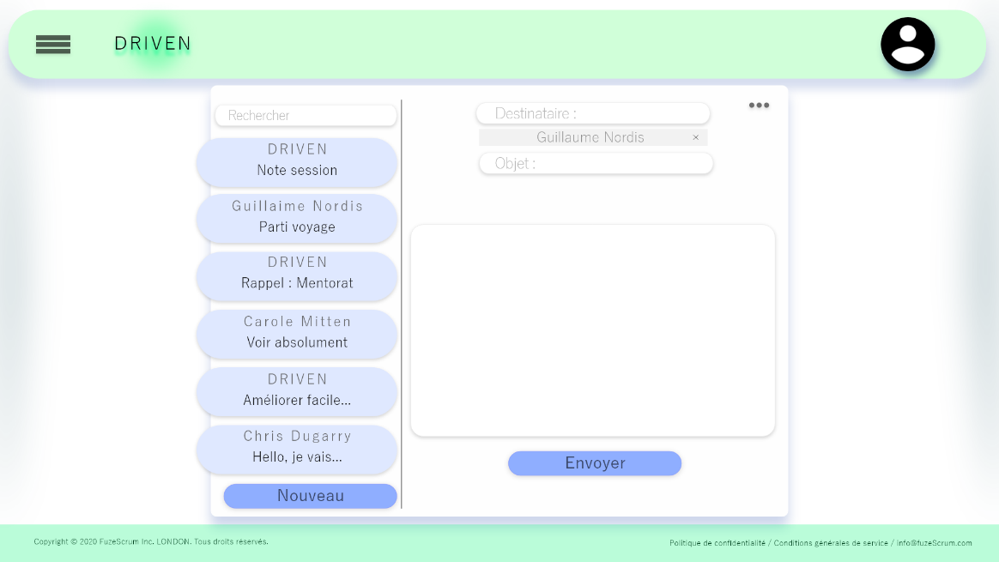 DRIVEN
Rechercher
DRIVEN
Note session
Guillaime Nordis
Parti voyage
DRIVEN
Rappel : Mentorat
Carole Mitten
Voir absolument
DRIVEN
Améliorer facile...
Chris Dugarry
Hello, je vais...
Nouveau
Destinataire :
Guillaume Nordis ×
Objet :
Envoyer
Copyright © 2020 FuzeScrum Inc. LONDON. Tous droits réservés.
Politique de confidentialité / Conditions générales de service / info@fuzeScrum.com